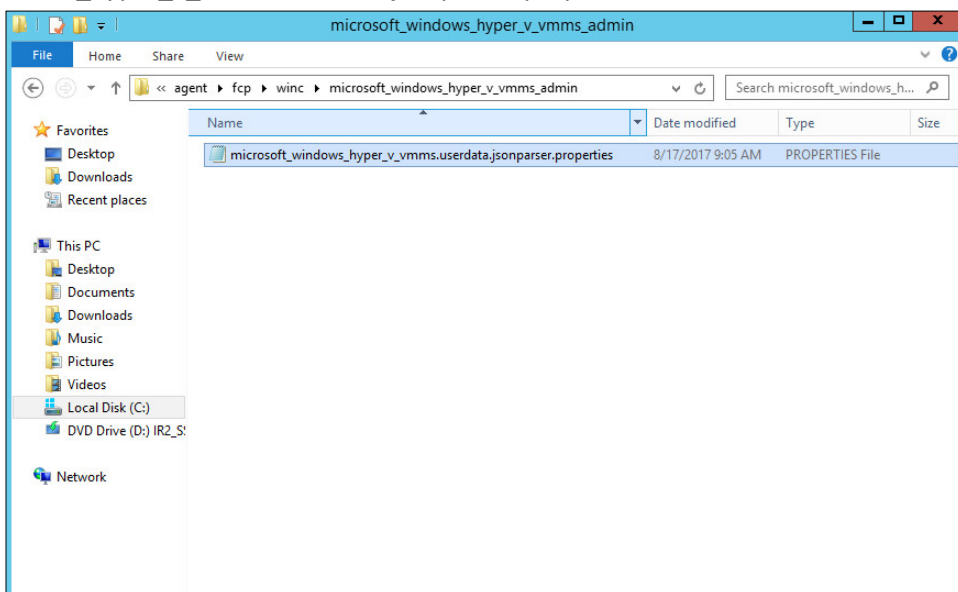 microsoft_windows_hyper_v_vmms_admin
File Home Share View
« agent fcp winc microsoft_windows_hyper_v_vmms_admin
Search microsoft_windows_h...
Name Date modified Type Size
microsoft_windows_hyper_v_vmms.userdata.jsonparser.properties 8/17/2017 9:05 AM PROPERTIES File
Favorites
Desktop
Downloads
Recent places
This PC
Desktop
Documents
Downloads
Music
Pictures
Videos
Local Disk (C:)
DVD Drive (D:) IR2_S
Network